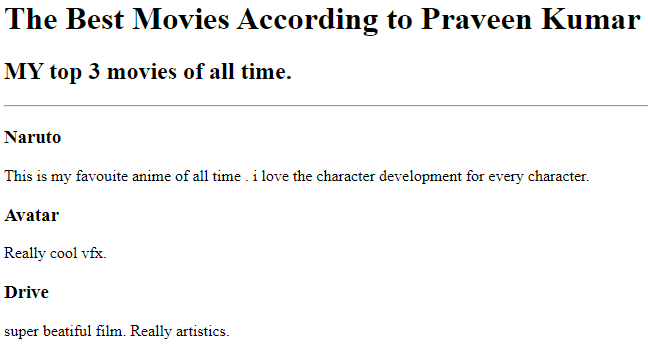 The Best Movies According to Praveen Kumar
MY top 3 movies of all time.
Naruto
This is my favouite anime of all time . i love the character development for every character.
Avatar
Really cool vfx.
Drive
super beatiful film. Really artistics.